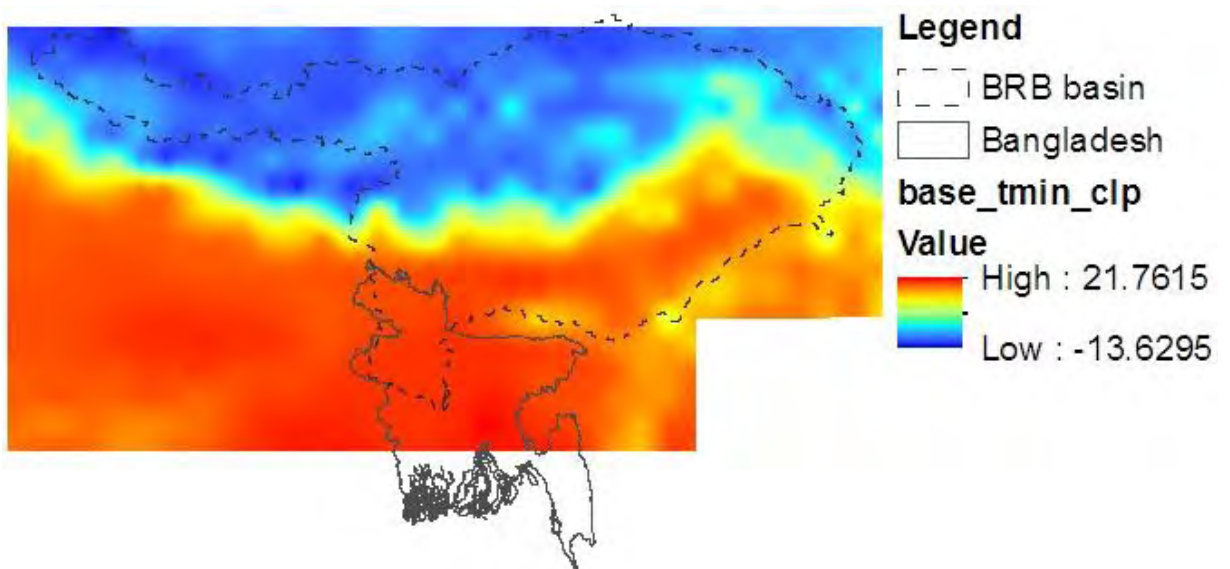 Legend
BRB basin
Bangladesh
base_tmin_clp
Value
High : 21.7615
Low : -13.6295